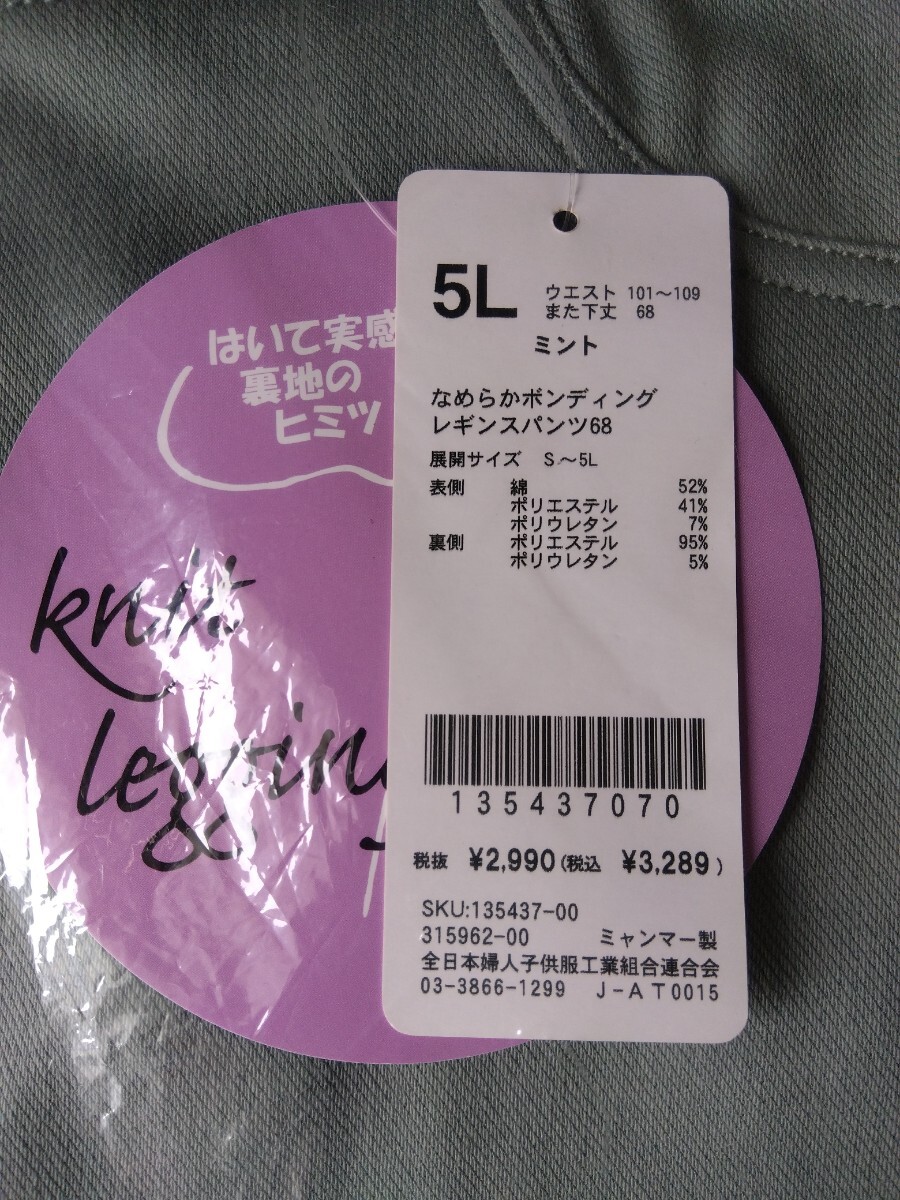 はいて実感
裏地の
ヒミツ
knit
5L
ウエスト 101～109
また下丈 68
ミント
なめらかボンディング
レギンスパンツ68
展開サイズ S～5L
表側 綿 52%
ポリエステル 41%
ポリウレタン 7%
裏側 ポリエステル 95%
ポリウレタン 5%
135437070
税抜 ¥2,990(税込 ¥3,289)
SKU:135437-00
315962-00 ミャンマー製
全日本婦人子供服工業組合連合会
03-3866-1299 J-AT0015